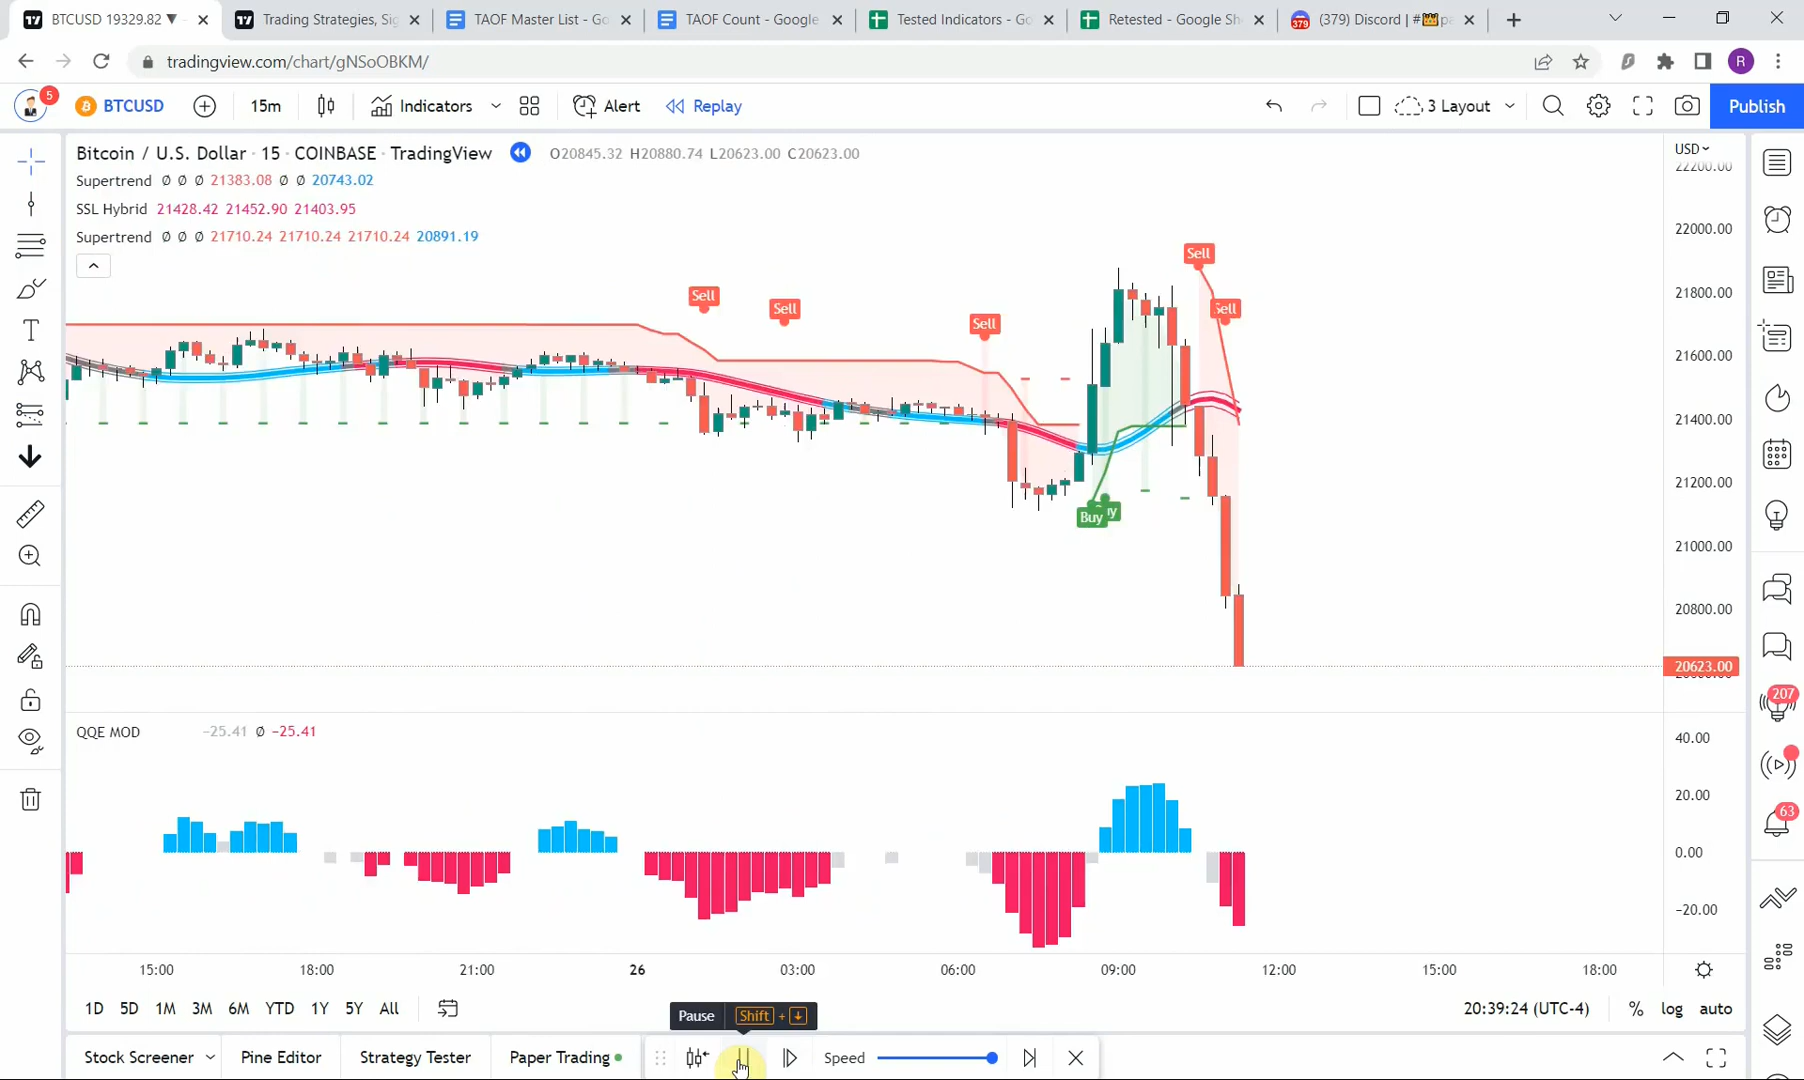 BTCUSD 19329.82 ▼
Trading Strategies, Si
TAOF Master List - Go
TAOF Count - Google
Tested Indicators - Go
Retested - Google Sh
(379) Discord | #
tradingview.com/chart/gNSoOBKM/
R
5
BTCUSD
15m
Indicators
Alert
Replay
3 Layout
Publish
Bitcoin / U.S. Dollar · 15 · COINBASE · TradingView
O20845.32 H20880.74 L20623.00 C20623.00
USD
Supertrend ø ø ø 21383.08 ø ø 20743.02
SSL Hybrid 21428.42 21452.90 21403.95
Supertrend ø ø ø 21710.24 21710.24 21710.24 20891.19
22200.00
22000.00
21800.00
21600.00
21400.00
21200.00
21000.00
20800.00
20623.00
Sell
Sell
Sell
Sell
Sell
Buy
uy
QQE MOD -25.41 ø -25.41
40.00
20.00
0.00
-20.00
15:00 18:00 21:00 26 03:00 06:00 09:00 12:00 15:00 18:00
207
63
1D 5D 1M 3M 6M YTD 1Y 5Y All
20:39:24 (UTC-4) % log auto
Pause Shift + ↓
Stock Screener
Pine Editor
Strategy Tester
Paper Trading
Speed